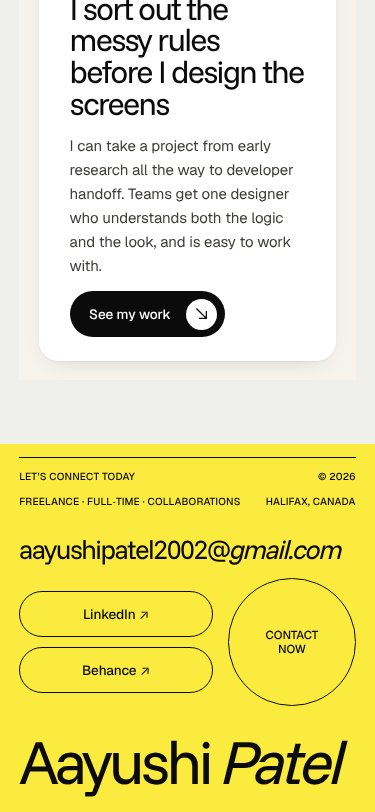 I sort out the
messy rules
before I design the
screens
I can take a project from early
research all the way to developer
handoff. Teams get one designer
who understands both the logic
and the look, and is easy to work
with.
See my work
LET'S CONNECT TODAY
© 2026
FREELANCE · FULL-TIME · COLLABORATIONS
HALIFAX, CANADA
aayushipatel2002@gmail.com
LinkedIn ↗
Behance ↗
CONTACT
NOW
Aayushi Patel